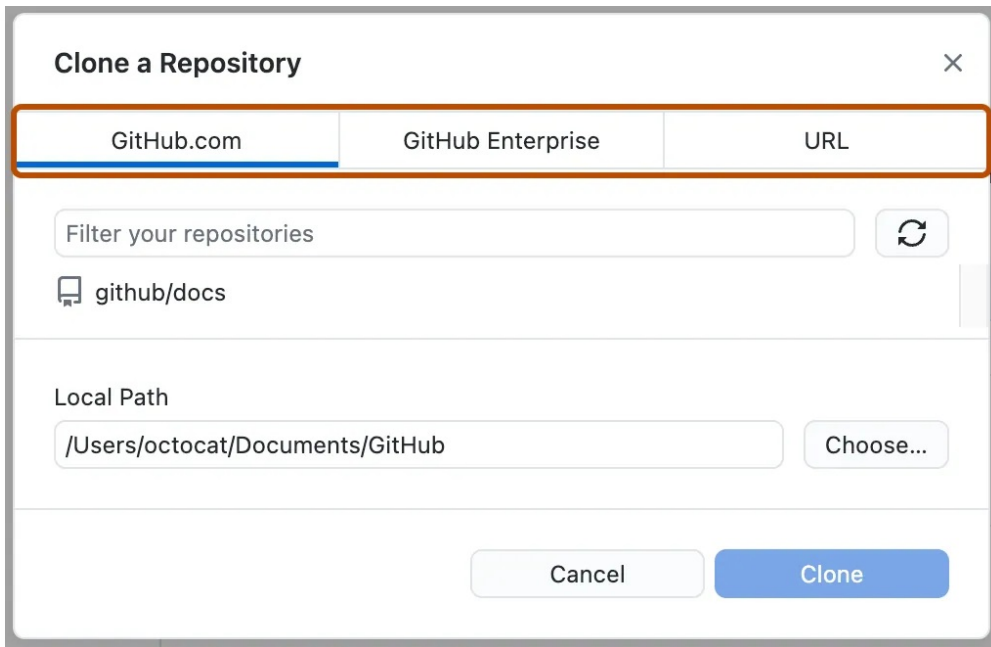 Clone a Repository
GitHub.com GitHub Enterprise URL
Filter your repositories
github/docs
Local Path
/Users/octocat/Documents/GitHub Choose...
Cancel Clone